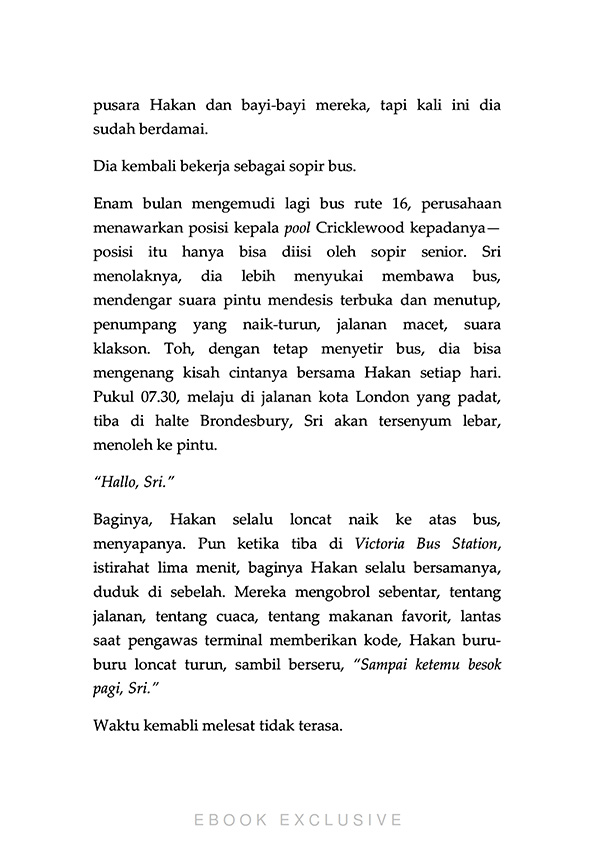 pusara Hakan dan bayi-bayi mereka, tapi kali ini dia
sudah berdamai.
Dia kembali bekerja sebagai sopir bus.
Enam bulan mengemudi lagi bus rute 16, perusahaan
menawarkan posisi kepala pool Cricklewood kepadanya—
posisi itu hanya bisa diisi oleh sopir senior. Sri
menolaknya, dia lebih menyukai membawa bus,
mendengar suara pintu mendesis terbuka dan menutup,
penumpang yang naik-turun, jalanan macet, suara
klakson. Toh, dengan tetap menyetir bus, dia bisa
mengenang kisah cintanya bersama Hakan setiap hari.
Pukul 07.30, melaju di jalanan kota London yang padat,
tiba di halte Brondesbury, Sri akan tersenyum lebar,
menoleh ke pintu.
“Hallo, Sri.”
Baginya, Hakan selalu loncat naik ke atas bus,
menyapanya. Pun ketika tiba di Victoria Bus Station,
istirahat lima menit, baginya Hakan selalu bersamanya,
duduk di sebelah. Mereka mengobrol sebentar, tentang
jalanan, tentang cuaca, tentang makanan favorit, lantas
saat pengawas terminal memberikan kode, Hakan buru-
buru loncat turun, sambil berseru, “Sampai ketemu besok
pagi, Sri.”
Waktu kemabli melesat tidak terasa.
EBOOK EXCLUSIVE